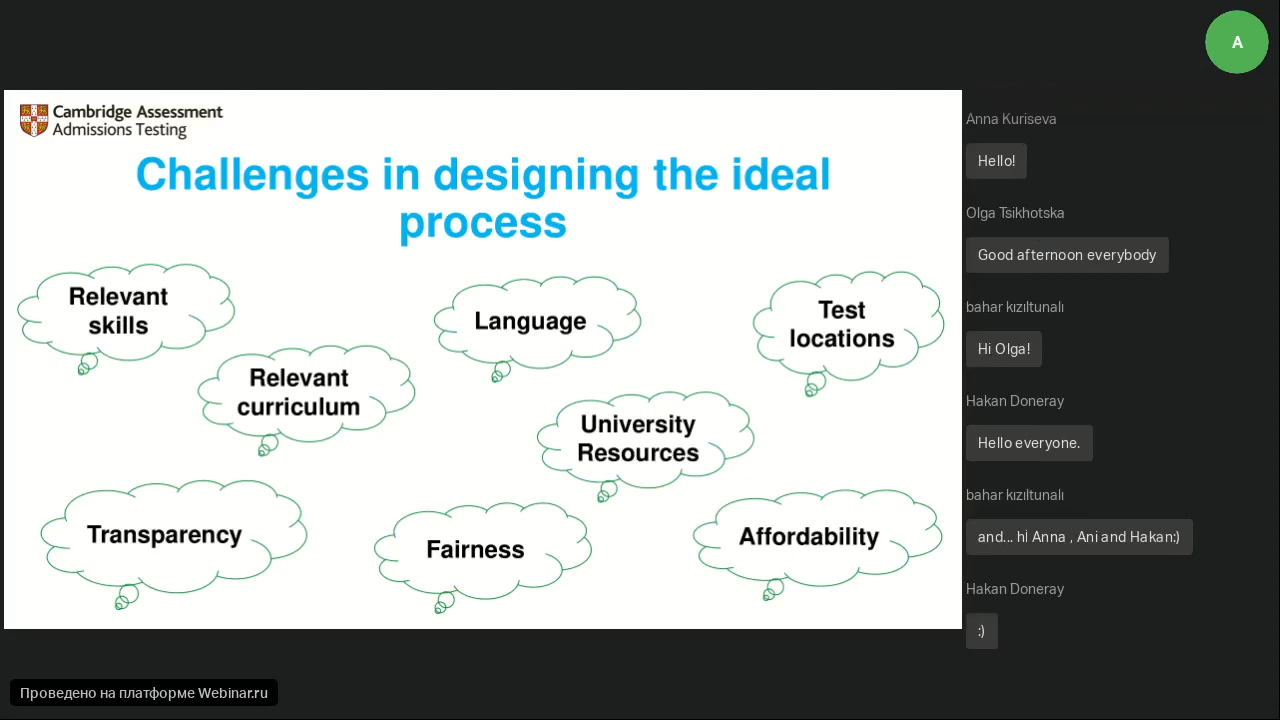 A
Cambridge Assessment
Admissions Testing
Challenges in designing the ideal
process
Relevant
skills
Language
Test
locations
Relevant
curriculum
University
Resources
Transparency
Fairness
Affordability
Anna Kuriseva
Hello!
Olga Tsikhotska
Good afternoon everybody
bahar kızıltunalı
Hi Olga!
Hakan Doneray
Hello everyone.
bahar kızıltunalı
and... hi Anna , Ani and Hakan:)
Hakan Doneray
:)
Проведено на платформе Webinar.ru